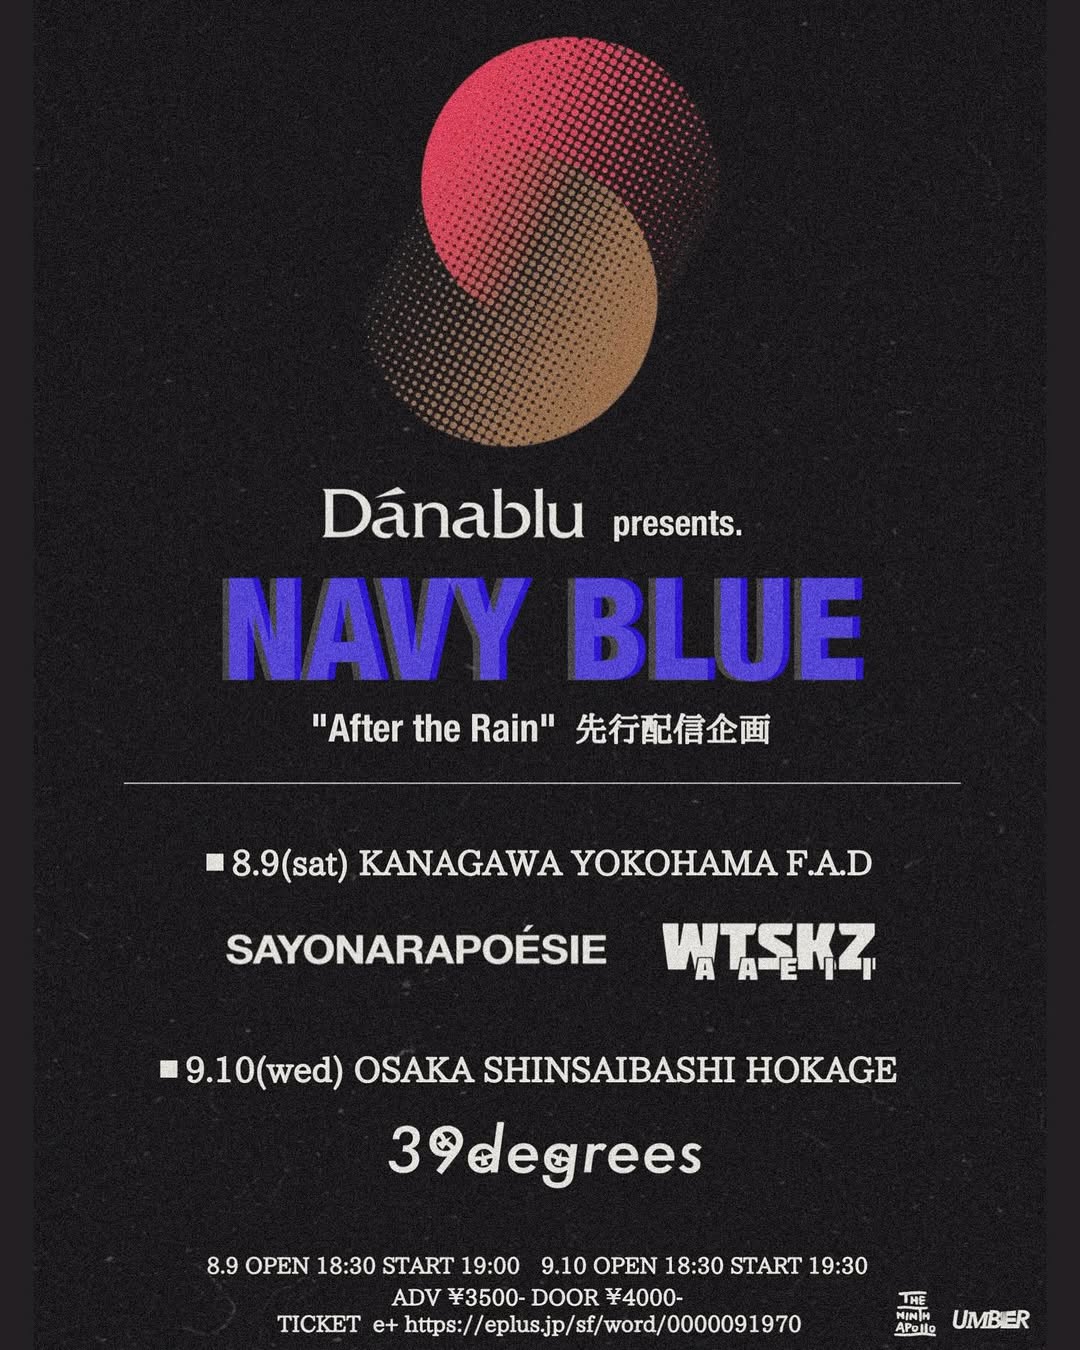 Dánablu presents.
NAVY BLUE
"After the Rain" 先行配信企画
■8.9(sat) KANAGAWA YOKOHAMA F.A.D
SAYONARAPOÉSIE WATASEKIZI
■9.10(wed) OSAKA SHINSAIBASHI HOKAGE
39degrees
8.9 OPEN 18:30 START 19:00 9.10 OPEN 18:30 START 19:30
ADV ¥3500- DOOR ¥4000-
TICKET e+ https://eplus.jp/sf/word/0000091970
THE NINTH APOLLO UMBER